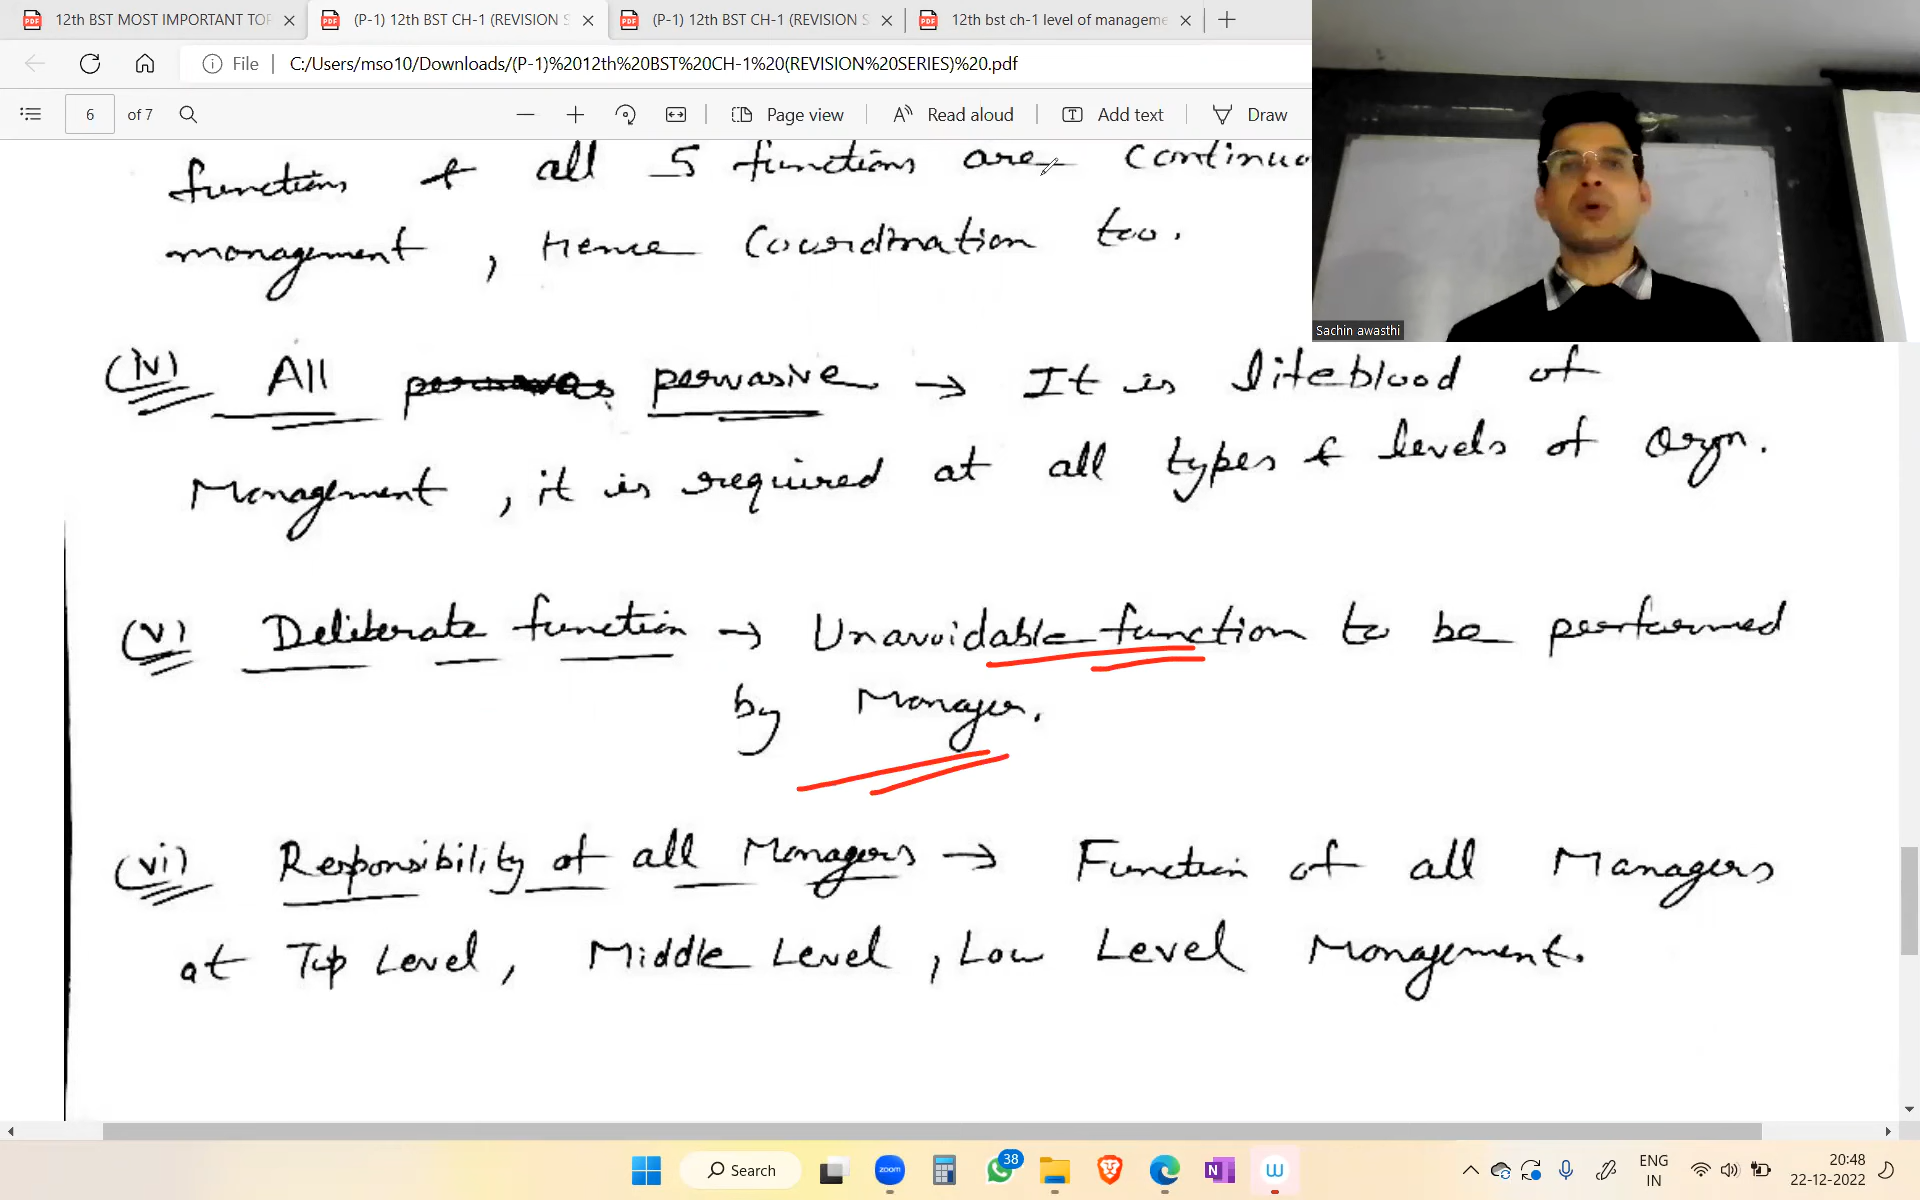 12th BST MOST IMPORTANT TOP
(P-1) 12th BST CH-1 (REVISION S
(P-1) 12th BST CH-1 (REVISION S
12th bst ch-1 level of manageme
File
C:/Users/mso10/Downloads/(P-1)%2012th%20BST%20CH-1%20(REVISION%20SERIES)%20.pdf
6 of 7
Page view
Read aloud
Add text
Draw
functions + all 5 functions are continuo
management, Hence Coordination too.
Sachin awasthi
(iv) All pervasive → It is lifeblood of
Management, it is required at all types & levels of orgn.
(v) Deliberate function → Unavoidable function to be performed
by Manager.
(vi) Responsibility of all Managers → Function of all Managers
at Top Level, Middle Level, Low Level Management.
Search
zoom
38
ENG
IN
20:48
22-12-2022